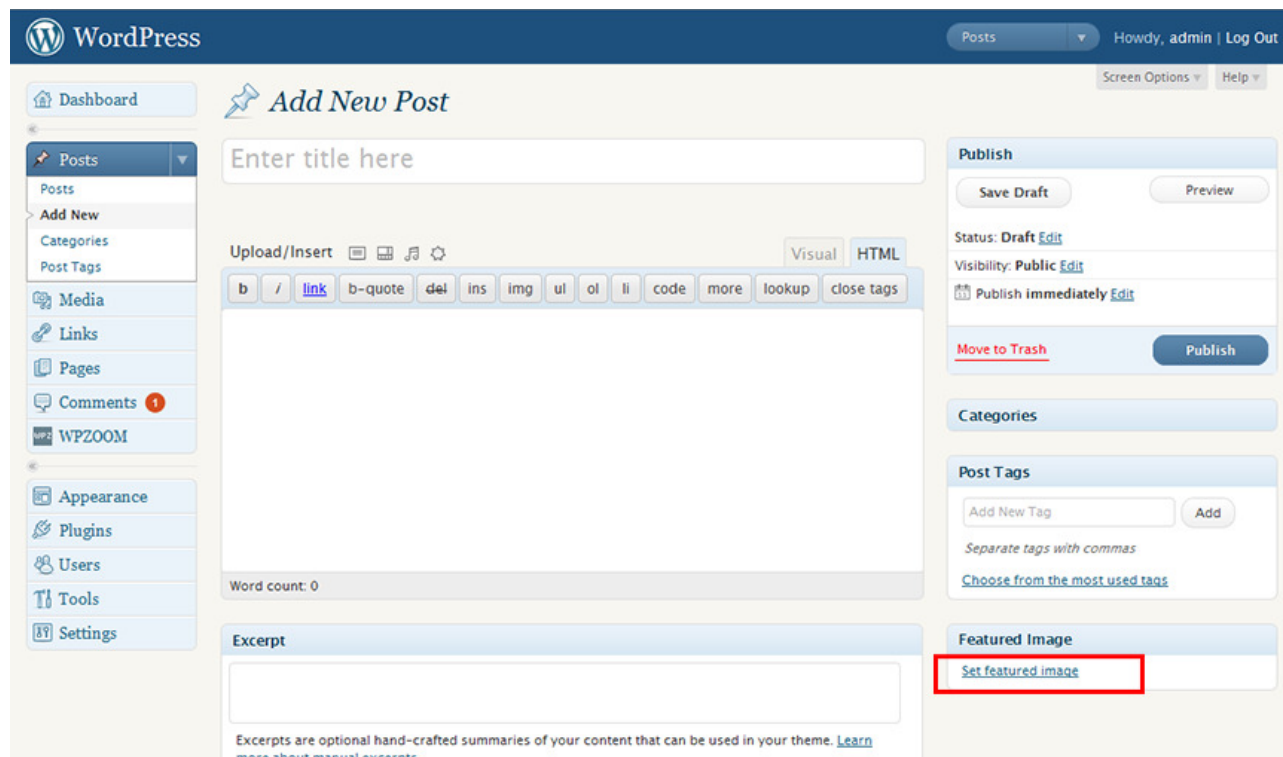 WordPress
Posts
Howdy, admin | Log Out
Screen Options
Help
Dashboard
Posts
Posts
Add New
Categories
Post Tags
Media
Links
Pages
Comments 1
WPZOOM
Appearance
Plugins
Users
Tools
Settings
Add New Post
Enter title here
Upload/Insert
Visual
HTML
b i link b-quote del ins img ul ol li code more lookup close tags
Word count: 0
Excerpt
Excerpts are optional hand-crafted summaries of your content that can be used in your theme. Learn
more about manual excerpts
Publish
Save Draft
Preview
Status: Draft Edit
Visibility: Public Edit
Publish immediately Edit
Move to Trash
Publish
Categories
Post Tags
Add New Tag
Add
Separate tags with commas
Choose from the most used tags
Featured Image
Set featured image